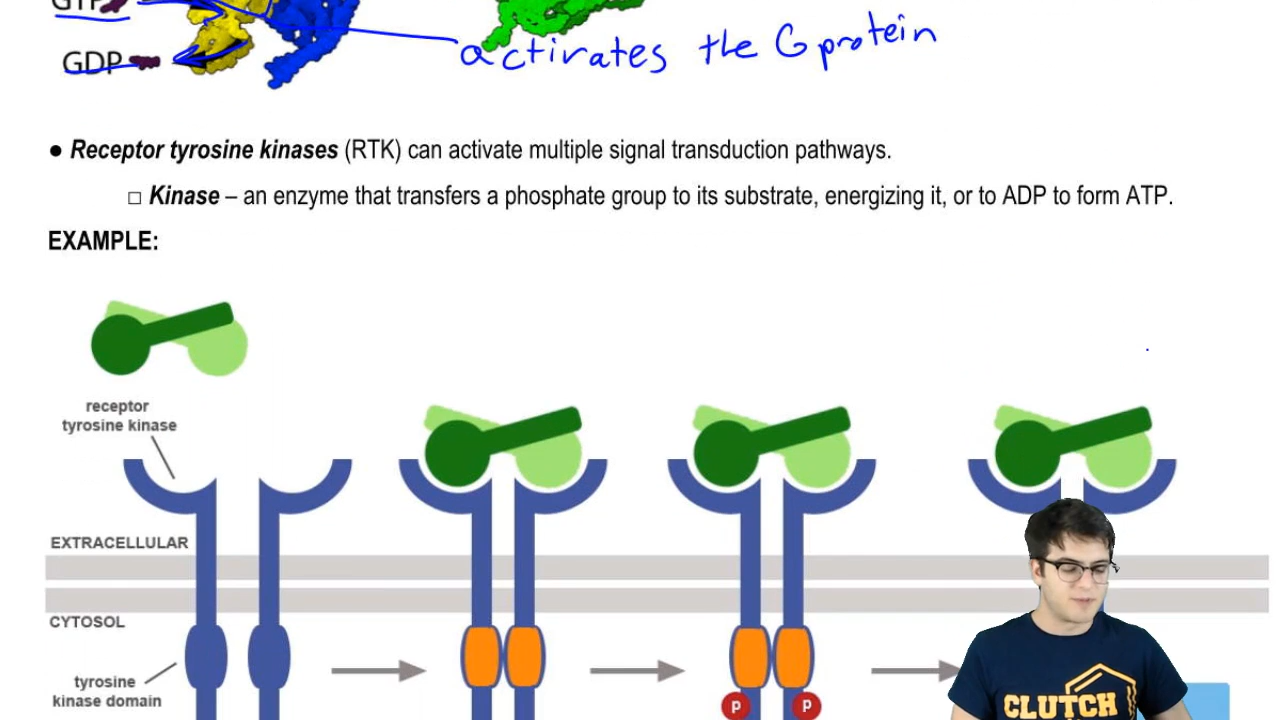 GTP
GDP
activates the G protein
● Receptor tyrosine kinases (RTK) can activate multiple signal transduction pathways.
□ Kinase – an enzyme that transfers a phosphate group to its substrate, energizing it, or to ADP to form ATP.
EXAMPLE:
receptor
tyrosine kinase
EXTRACELLULAR
CYTOSOL
tyrosine
kinase domain
P P
CLUTCH